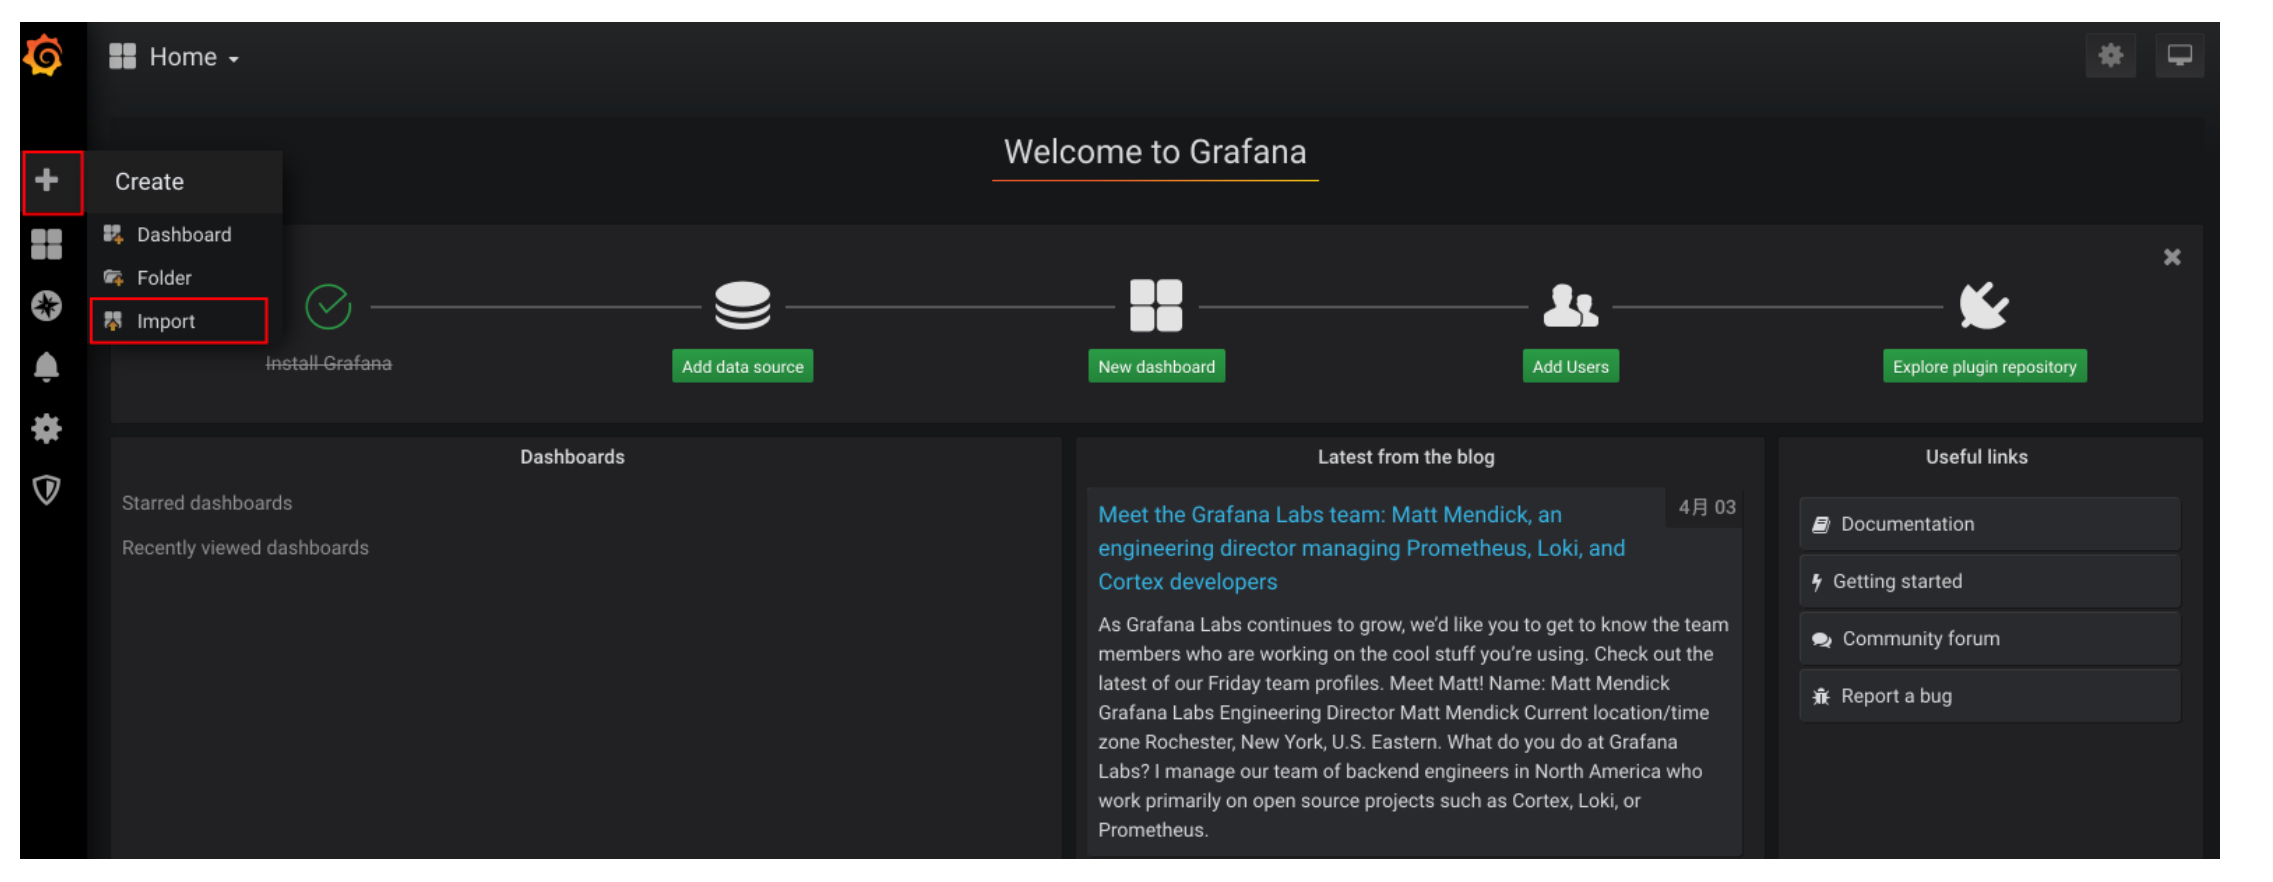 Home
Welcome to Grafana
Create
Dashboard
Folder
Import
Install Grafana
Add data source
New dashboard
Add Users
Explore plugin repository
Dashboards
Starred dashboards
Recently viewed dashboards
Latest from the blog
4月 03
Meet the Grafana Labs team: Matt Mendick, an
engineering director managing Prometheus, Loki, and
Cortex developers
As Grafana Labs continues to grow, we’d like you to get to know the team
members who are working on the cool stuff you’re using. Check out the
latest of our Friday team profiles. Meet Matt! Name: Matt Mendick
Grafana Labs Engineering Director Matt Mendick Current location/time
zone Rochester, New York, U.S. Eastern. What do you do at Grafana
Labs? I manage our team of backend engineers in North America who
work primarily on open source projects such as Cortex, Loki, or
Prometheus.
Useful links
Documentation
Getting started
Community forum
Report a bug